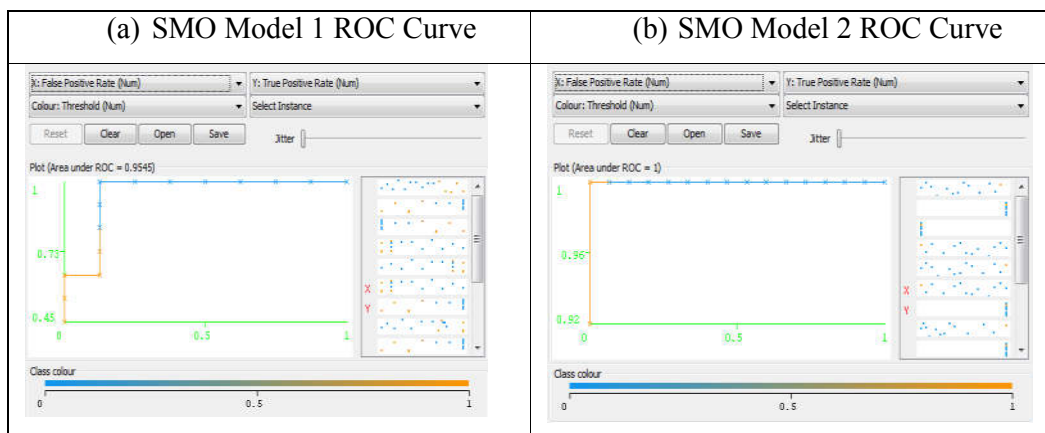 (a) SMO Model 1 ROC Curve
(b) SMO Model 2 ROC Curve
X: False Positive Rate (Num)
Y: True Positive Rate (Num)
Colour: Threshold (Num)
Select Instance
Reset
Clear
Open
Save
Jitter
Plot (Area under ROC = 0.9545)
1
0.73
0.45
0
0.5
1
X
Y
Class colour
0
0.5
1
X: False Positive Rate (Num)
Y: True Positive Rate (Num)
Colour: Threshold (Num)
Select Instance
Reset
Clear
Open
Save
Jitter
Plot (Area under ROC = 1)
1
0.96
0.92
0
0.5
1
X
Y
Class colour
0
0.5
1